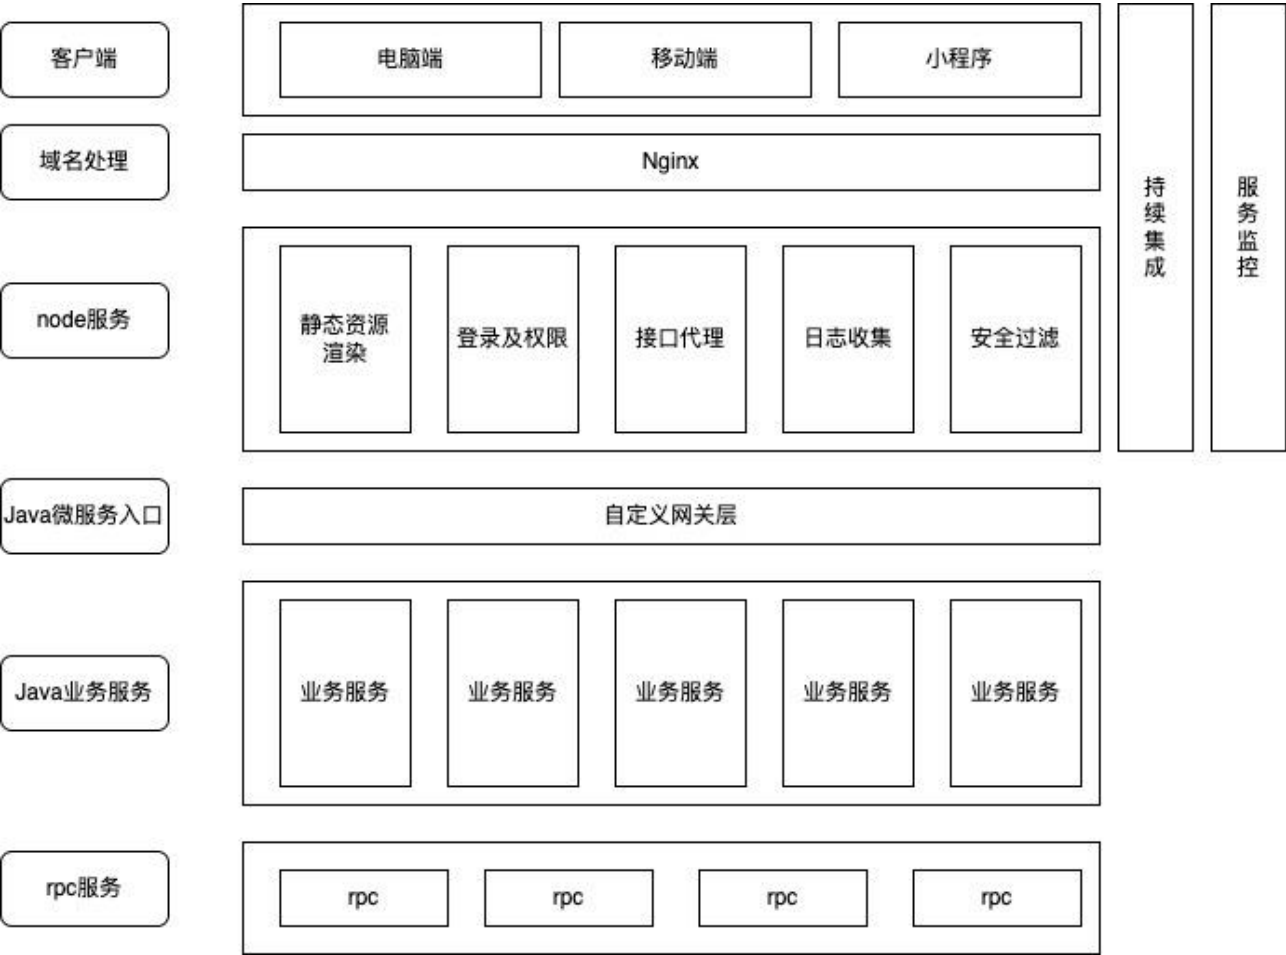 客户端
电脑端
移动端
小程序
域名处理
Nginx
持
续
集
成
服
务
监
控
node服务
静态资源
渲染
登录及权限
接口代理
日志收集
安全过滤
Java微服务入口
自定义网关层
Java业务服务
业务服务
业务服务
业务服务
业务服务
业务服务
rpc服务
rpc
rpc
rpc
rpc